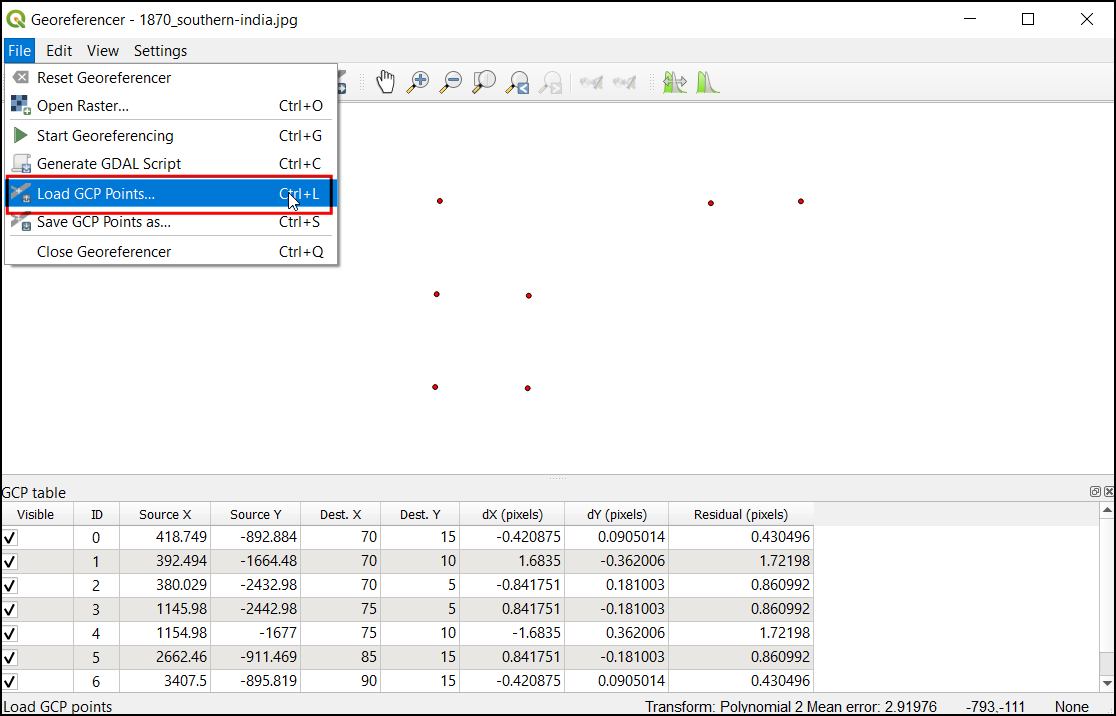 Georeferencer - 1870_southern-india.jpg
File Edit View Settings
Reset Georeferencer
Open Raster... Ctrl+O
Start Georeferencing Ctrl+G
Generate GDAL Script Ctrl+C
Load GCP Points... Ctrl+L
Save GCP Points as... Ctrl+S
Close Georeferencer Ctrl+Q
GCP table
Visible ID Source X Source Y Dest. X Dest. Y dX (pixels) dY (pixels) Residual (pixels)
0 418.749 -892.884 70 15 -0.420875 0.0905014 0.430496
1 392.494 -1664.48 70 10 1.6835 -0.362006 1.72198
2 380.029 -2432.98 70 5 -0.841751 0.181003 0.860992
3 1145.98 -2442.98 75 5 0.841751 -0.181003 0.860992
4 1154.98 -1677 75 10 -1.6835 0.362006 1.72198
5 2662.46 -911.469 85 15 0.841751 -0.181003 0.860992
6 3407.5 -895.819 90 15 -0.420875 0.0905014 0.430496
Load GCP points Transform: Polynomial 2 Mean error: 2.91976 -793,-111 None